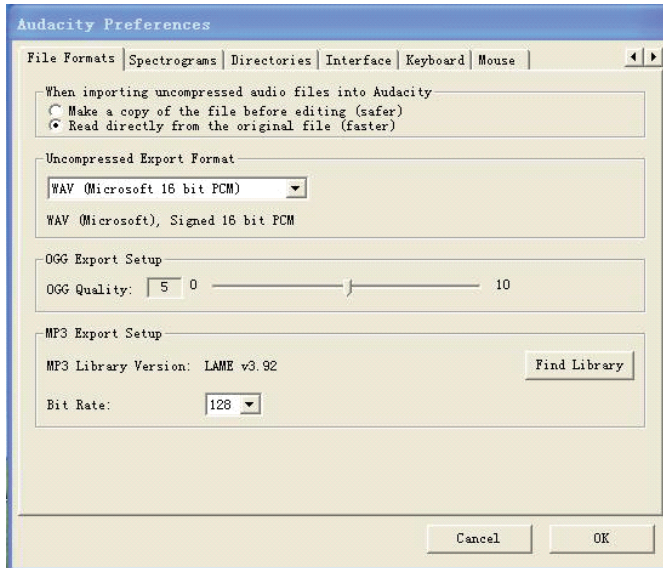 Audacity Preferences
File Formats Spectrograms Directories Interface Keyboard Mouse
When importing uncompressed audio files into Audacity
Make a copy of the file before editing (safer)
Read directly from the original file (faster)
Uncompressed Export Format
WAV (Microsoft 16 bit PCM)
WAV (Microsoft), Signed 16 bit PCM
OGG Export Setup
OGG Quality: 5 0 10
MP3 Export Setup
MP3 Library Version: LAME v3.92 Find Library
Bit Rate: 128
Cancel OK